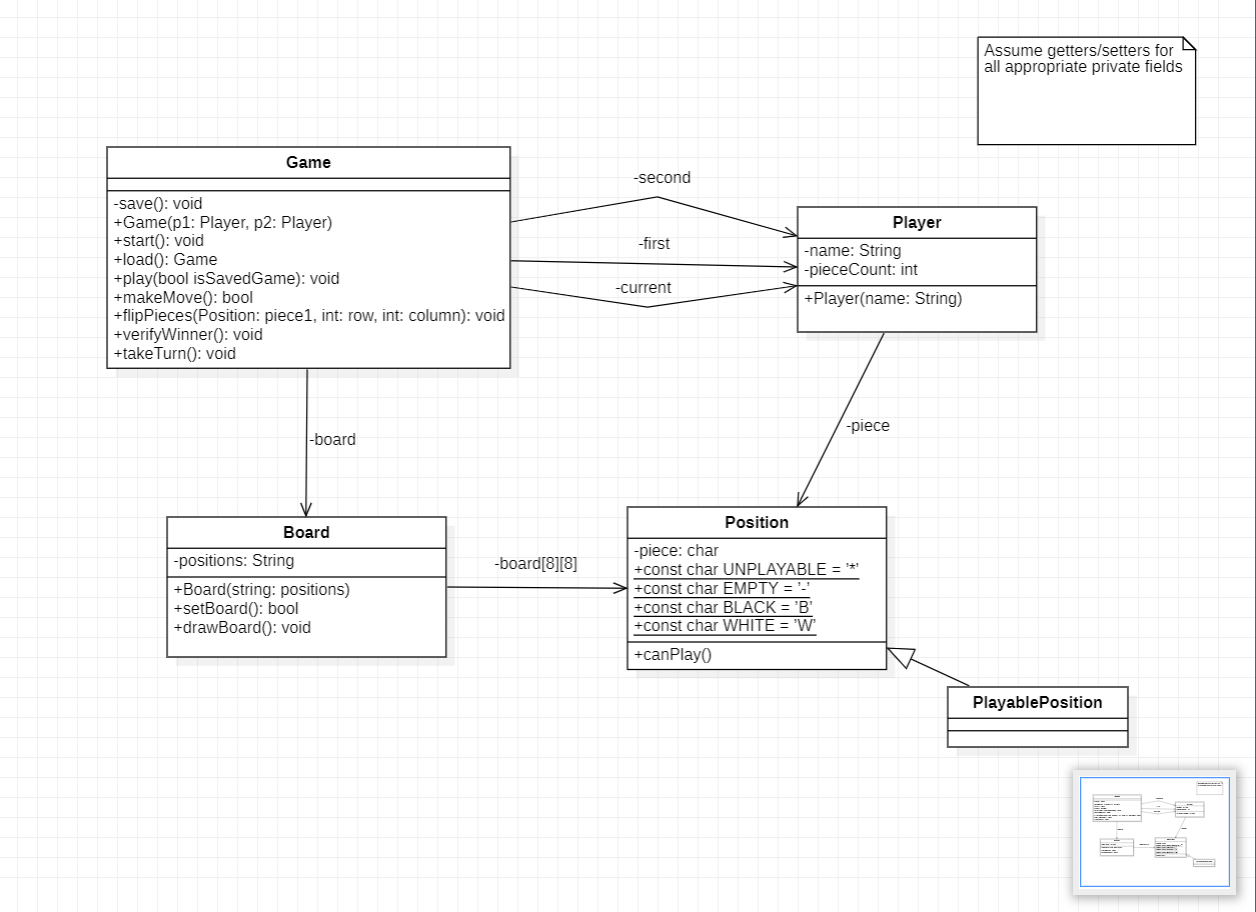 Assume getters/setters for
all appropriate private fields
Game
-save(): void
+Game(p1: Player, p2: Player)
+start(): void
+load(): Game
+play(bool isSavedGame): void
+makeMove(): bool
+flipPieces(Position: piece1, int: row, int: column): void
+verifyWinner(): void
+takeTurn(): void
-second
-first
-current
Player
-name: String
-pieceCount: int
+Player(name: String)
-board
-piece
Board
-positions: String
+Board(string: positions)
+setBoard(): bool
+drawBoard(): void
-board[8][8]
Position
-piece: char
+const char UNPLAYABLE = '*'
+const char EMPTY = '-'
+const char BLACK = 'B'
+const char WHITE = 'W'
+canPlay()
PlayablePosition